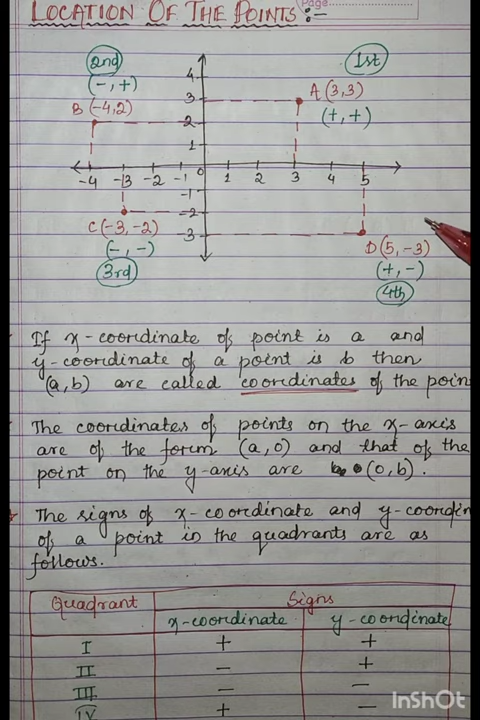 Page
LOCATION OF THE POINTS :-
2nd
1st
(-, +)
4
A (3,3)
B (-4,2)
3
(+, +)
2
1
-4 -3 -2 -1 0 1 2 3 4 5
-1
-2
C (-3, -2)
-3
D (5, -3)
(-, -)
(+, -)
3rd
4th
If x-coordinate of point is a and
y-coordinate of a point is b then
(a,b) are called coordinates of the poin
The coordinates of points on the x-axis
are of the form (a,0) and that of the
point on the y-axis are (0,b).
The signs of x-coordinate and y-coordin
of a point in the quadrants are as
follows.
Quadrant Signs
x-coordinate y-coordinate
I + +
II - +
III - -
IV + -
InShOt